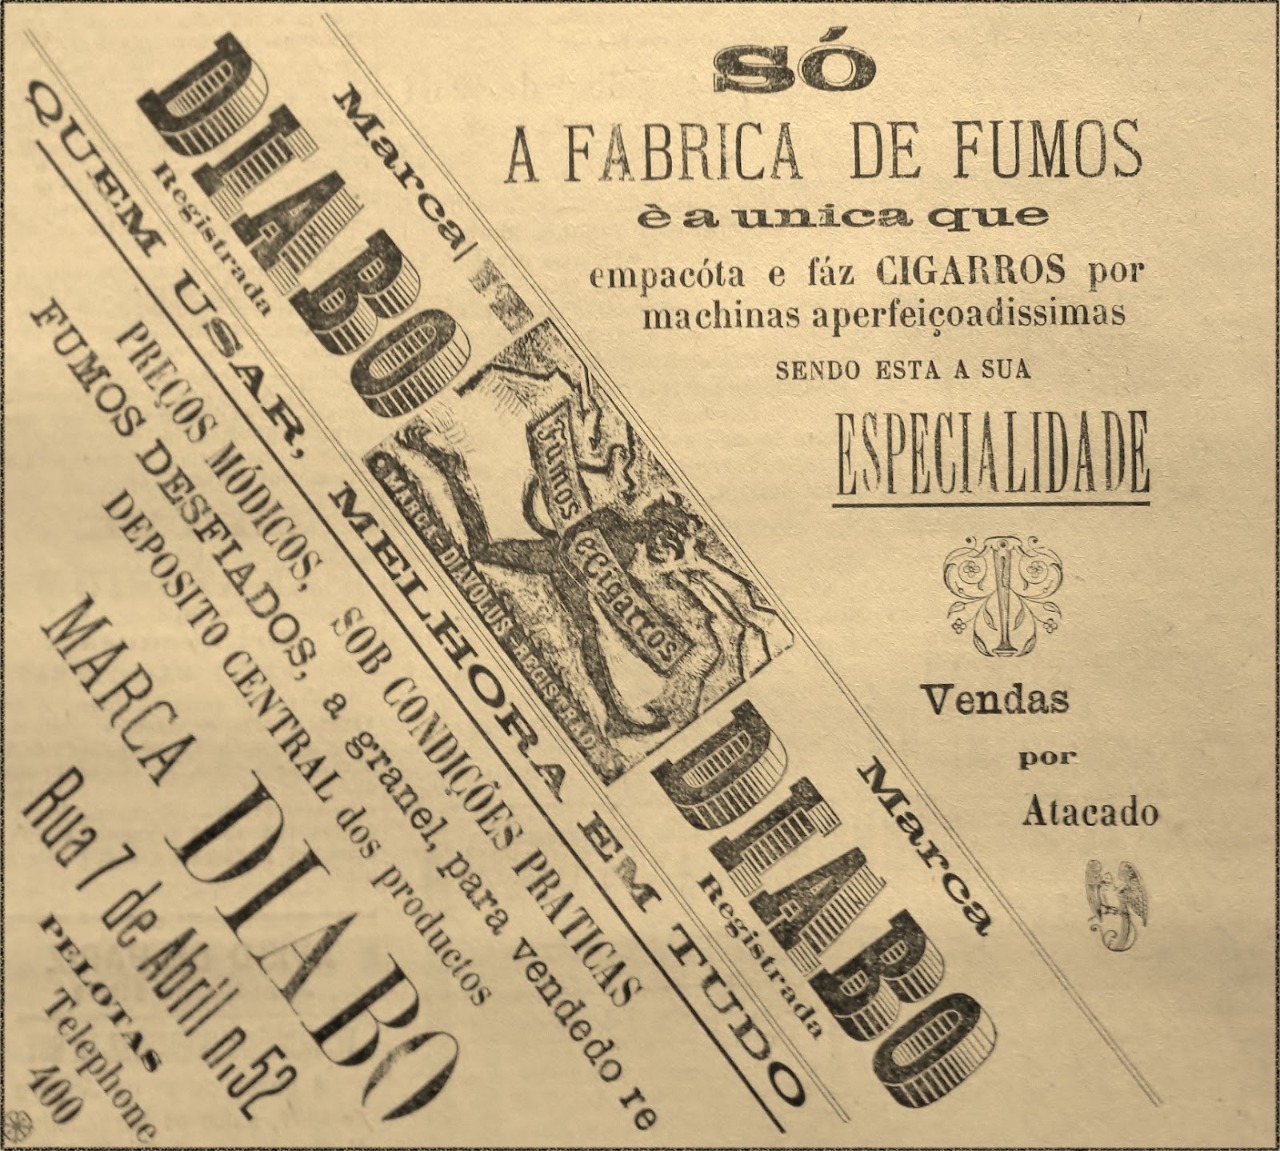 SÓ
A FABRICA DE FUMOS
è a unica que
empacóta e fáz CIGARROS por
machinas aperfeiçoadissimas
SENDO ESTA A SUA
ESPECIALIDADE
Vendas
por
Atacado
Marca
DIABO
Registrada
Fumos
e Cigarros
MARCA - DIAVOLUS - REGISTRADA
Marca
DIABO
Registrada
QUEM USAR, MELHORA EM TUDO
PREÇOS MÓDICOS, SOB CONDIÇÕES PRATICAS
FUMOS DESFIADOS, a granel, para vendedo re
DEPOSITO CENTRAL dos productos
MARCA DIABO
Rua 7 de Abril n. 52
PELOTAS
Telephone
400